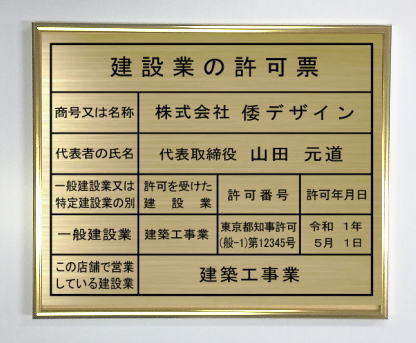 建設業の許可票
商号又は名称 株式会社 倭デザイン
代表者の氏名 代表取締役 山田 元道
一般建設業又は
特定建設業の別
許可を受けた
建設業
許可番号
許可年月日
一般建設業
建築工事業
東京都知事許可
(般-1)第12345号
令和 1年
5月 1日
この店舗で営業
している建設業
建築工事業